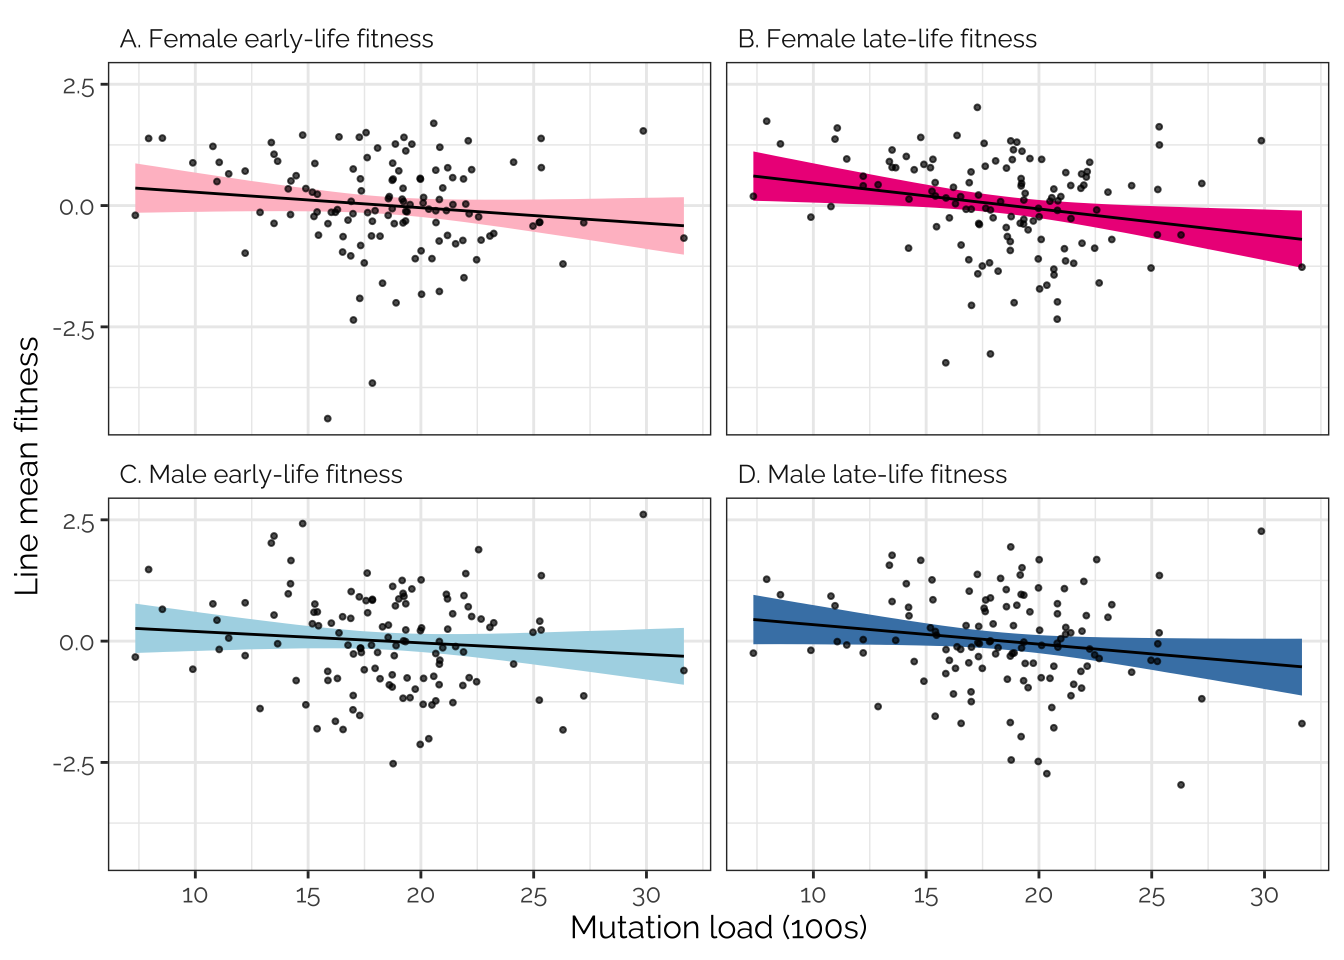 A. Female early-life fitness
B. Female late-life fitness
2.5
0.0
-2.5
C. Male early-life fitness
D. Male late-life fitness
2.5
0.0
-2.5
Line mean fitness
10 15 20 25 30
10 15 20 25 30
Mutation load (100s)